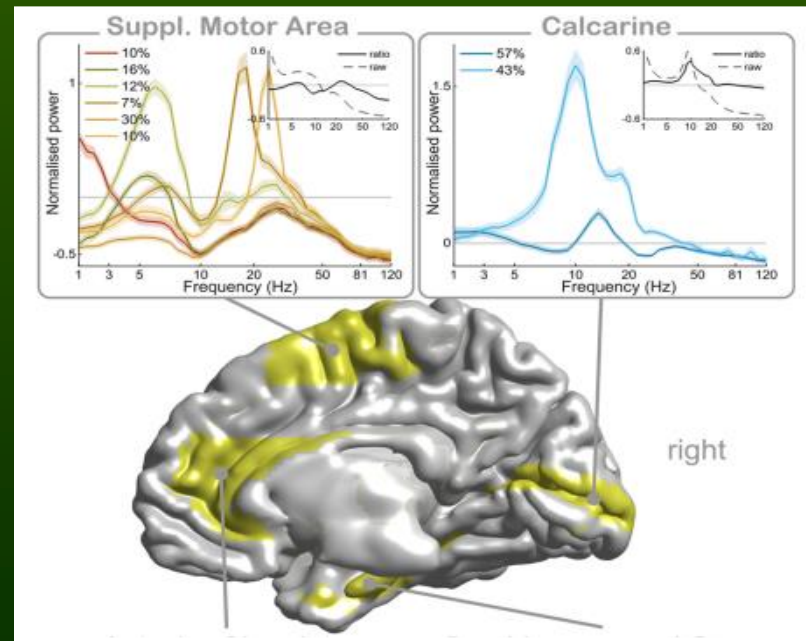 Suppl. Motor Area
10%
16%
12%
7%
30%
10%
ratio
raw
0.6
-0.6
1 5 10 20 50 120
Normalised power
1
-0.5
1 3 5 10 20 50 81 120
Frequency (Hz)
Calcarine
57%
43%
ratio
raw
0.6
-0.6
1 5 10 20 50 120
Normalised power
1.5
0
1 3 5 10 20 50 81 120
Frequency (Hz)
right